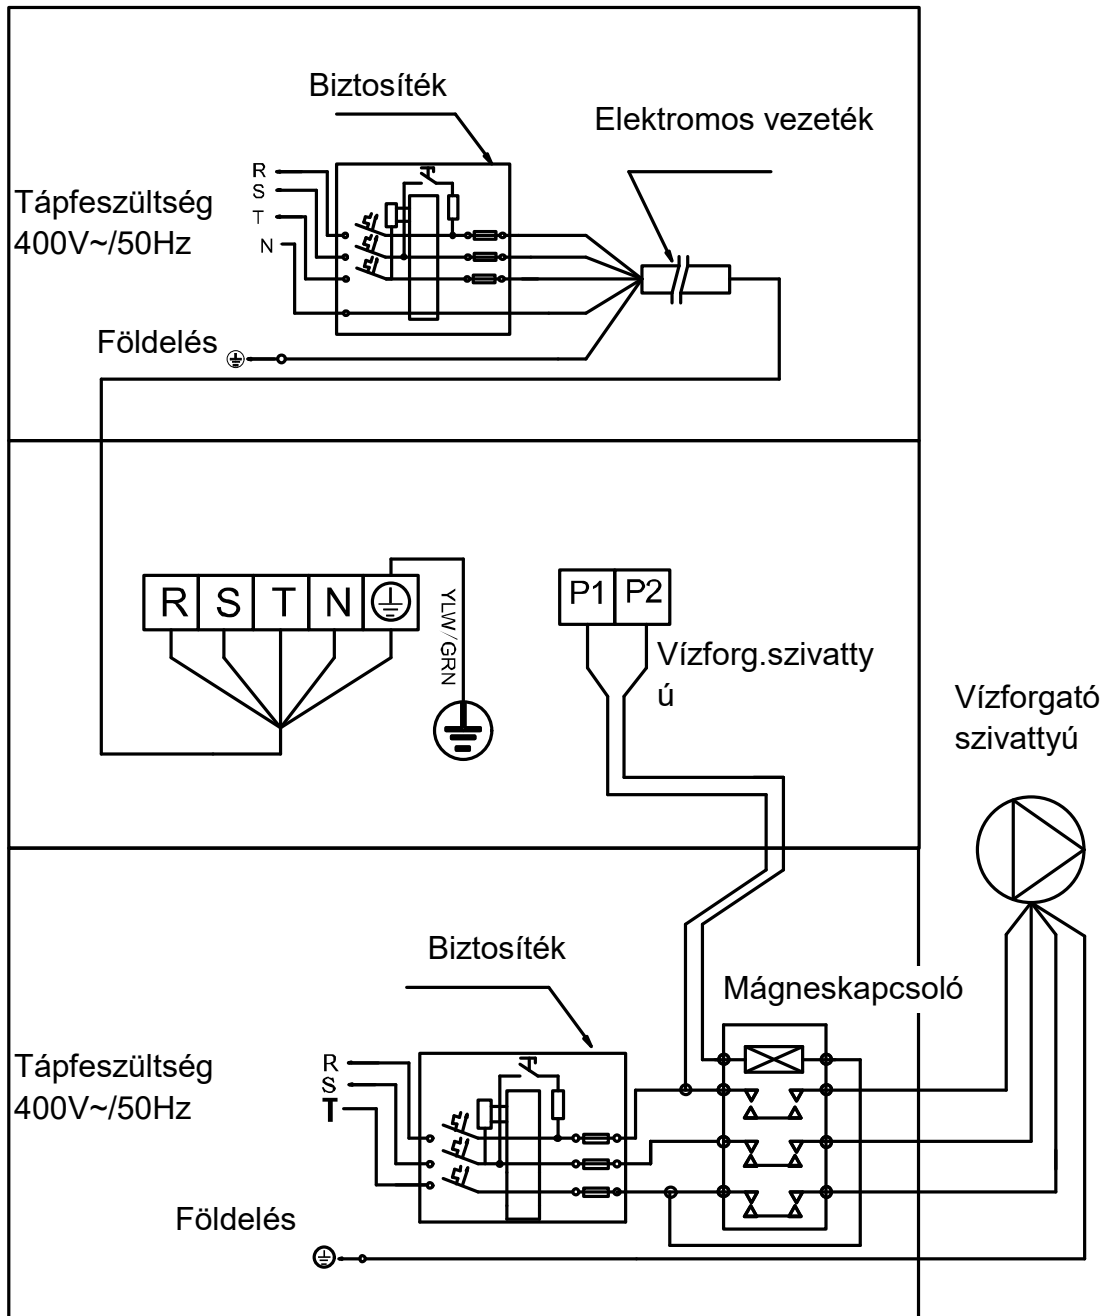 Biztosíték
Elektromos vezeték
R
S
T
N
Tápfeszültség
400V~/50Hz
Földelés
R S T N
YLW/GRN
P1 P2
Vízforg.szivatty
ú
Vízforgató
szivattyú
Biztosíték
Mágneskapcsoló
Tápfeszültség
400V~/50Hz
R
S
T
Földelés